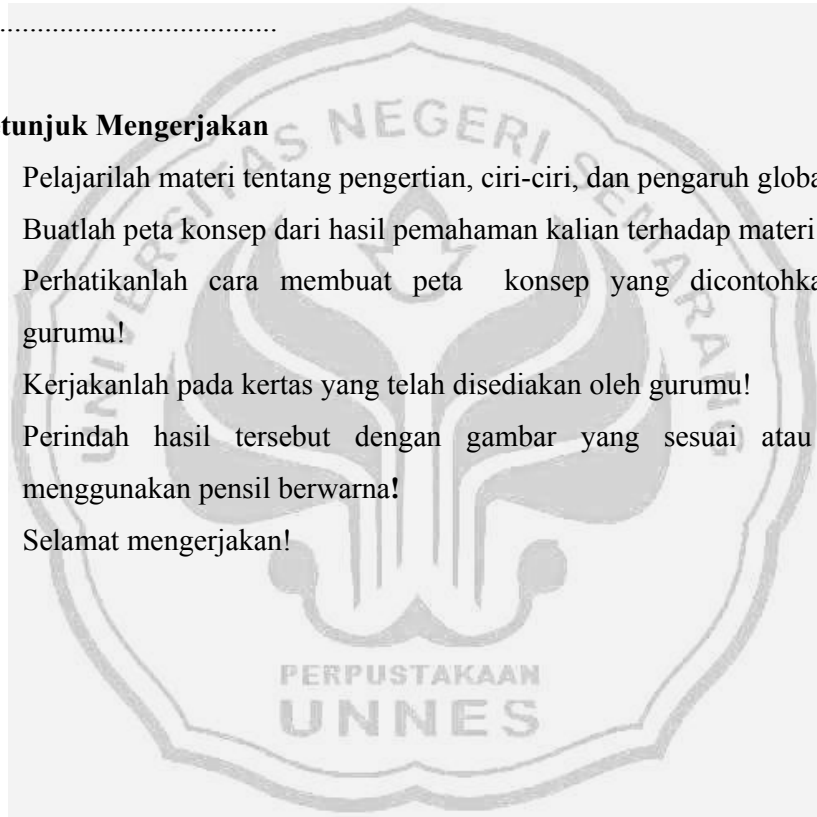 .....................................
tunjuk Mengerjakan
Pelajarilah materi tentang pengertian, ciri-ciri, dan pengaruh globa
Buatlah peta konsep dari hasil pemahaman kalian terhadap materi
Perhatikanlah cara membuat peta konsep yang dicontohka
gurumu!
Kerjakanlah pada kertas yang telah disediakan oleh gurumu!
Perindah hasil tersebut dengan gambar yang sesuai atau
menggunakan pensil berwarna!
Selamat mengerjakan!
UNIVERSITAS NEGERI SEMARANG
PERPUSTAKAAN
UNNES